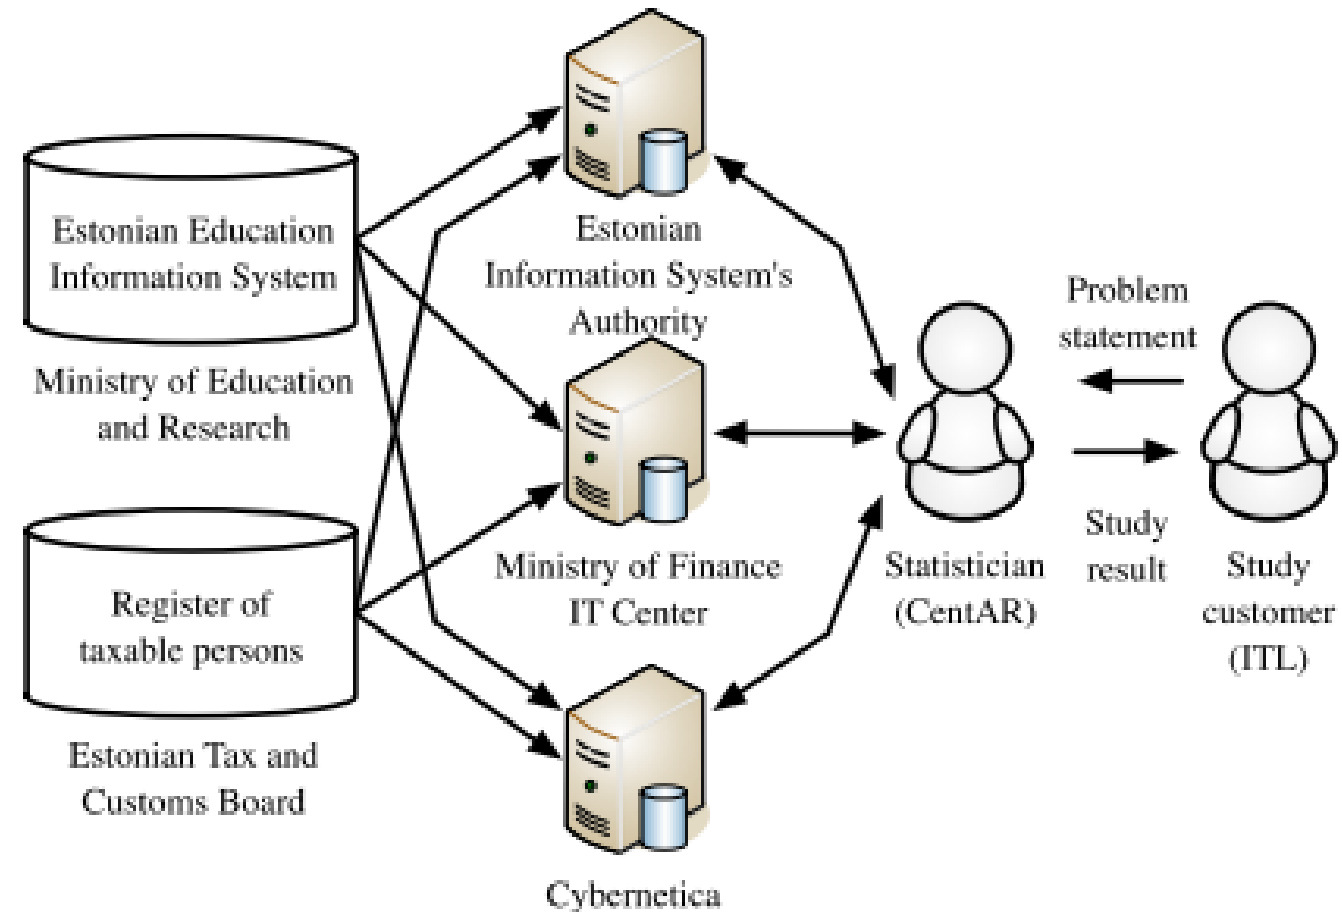 Estonian Education
Information System
Ministry of Education
and Research
Register of
taxable persons
Estonian Tax and
Customs Board
Estonian
Information System's
Authority
Ministry of Finance
IT Center
Cybernetica
Statistician
(CentAR)
Problem
statement
Study
result
Study
customer
(ITL)